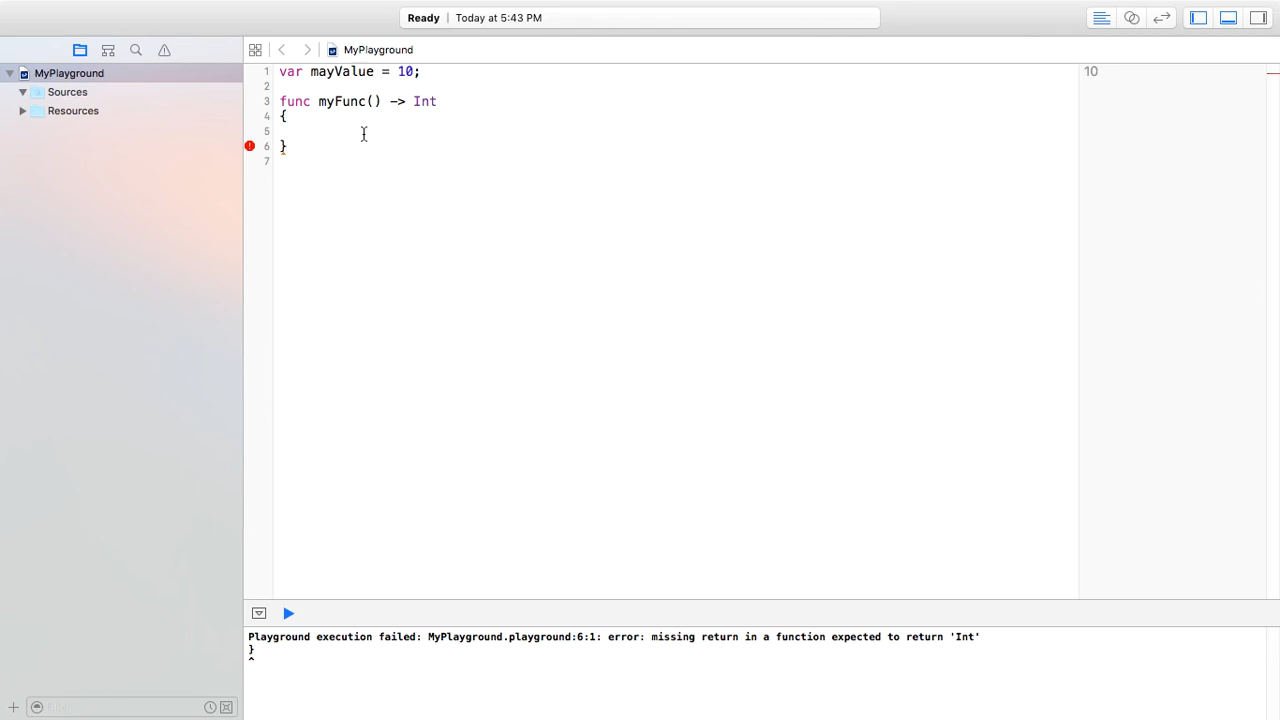 Ready | Today at 5:43 PM
MyPlayground
MyPlayground
Sources
Resources
1 var mayValue = 10;
10
2
3 func myFunc() -> Int
4 {
5
6 }
7
Playground execution failed: MyPlayground.playground:6:1: error: missing return in a function expected to return 'Int'
}
^
Filter